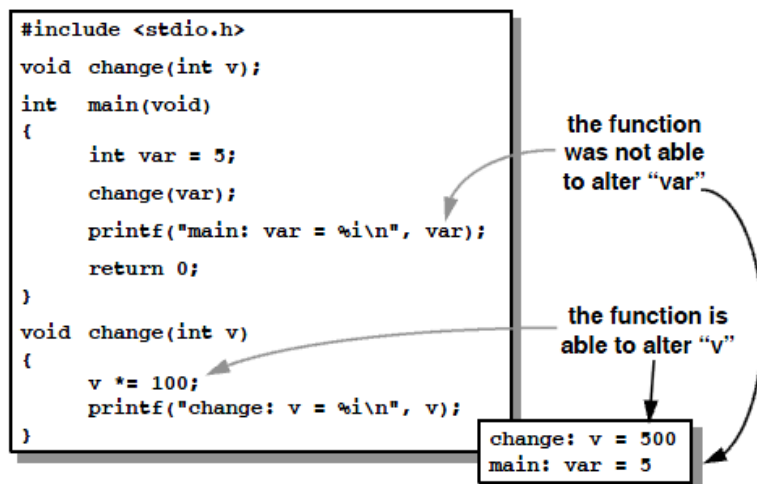 #include <stdio.h>
void change(int v);
int main(void)
{
int var = 5;
change(var);
printf("main: var = %i\n", var);
return 0;
}
void change(int v)
{
v *= 100;
printf("change: v = %i\n", v);
}
the function
was not able
to alter “var”
the function is
able to alter “v”
change: v = 500
main: var = 5